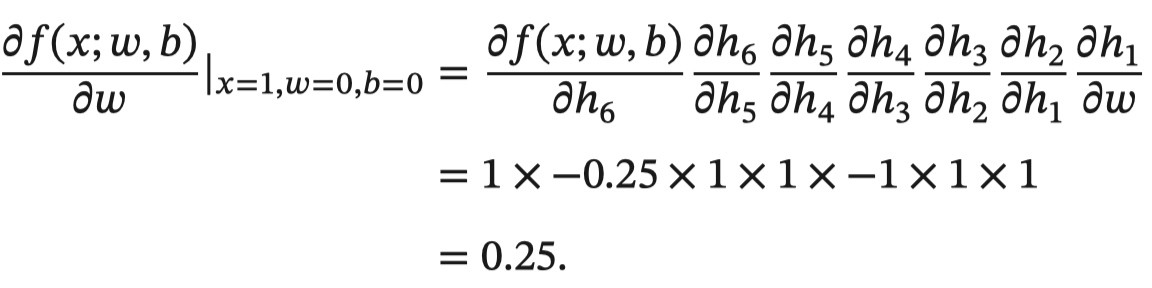 ∂f(x; w, b)/∂w |x=1,w=0,b=0 = ∂f(x; w, b)/∂h₆ ∂h₆/∂h₅ ∂h₅/∂h₄ ∂h₄/∂h₃ ∂h₃/∂h₂ ∂h₂/∂h₁ ∂h₁/∂w
= 1 × −0.25 × 1 × 1 × −1 × 1 × 1
= 0.25.